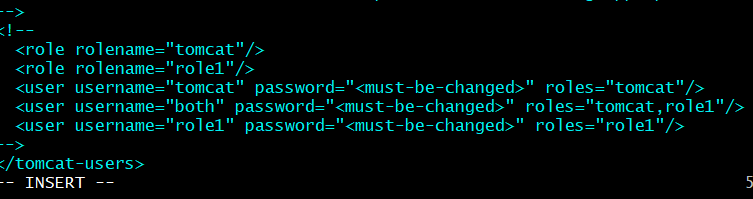 -->
<!--
  <role rolename="tomcat"/>
  <role rolename="role1"/>
  <user username="tomcat" password="<must-be-changed>" roles="tomcat"/>
  <user username="both" password="<must-be-changed>" roles="tomcat,role1"/>
  <user username="role1" password="<must-be-changed>" roles="role1"/>
-->
</tomcat-users>
-- INSERT -- 5